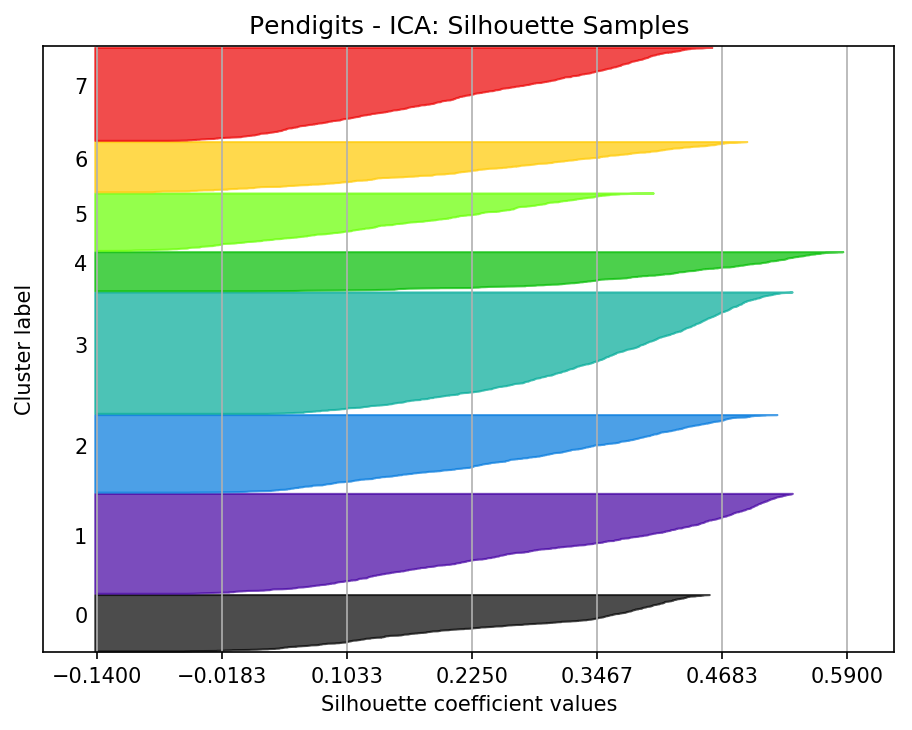 Pendigits - ICA: Silhouette Samples
7
6
5
4
3
2
1
0
Cluster label
−0.1400 −0.0183 0.1033 0.2250 0.3467 0.4683 0.5900
Silhouette coefficient values